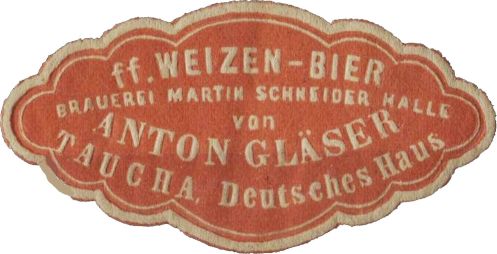 ff. WEIZEN-BIER
BRAUEREI MARTIN SCHNEIDER HALLE
von
ANTON GLÄSER
TAUCHA, Deutsches Haus